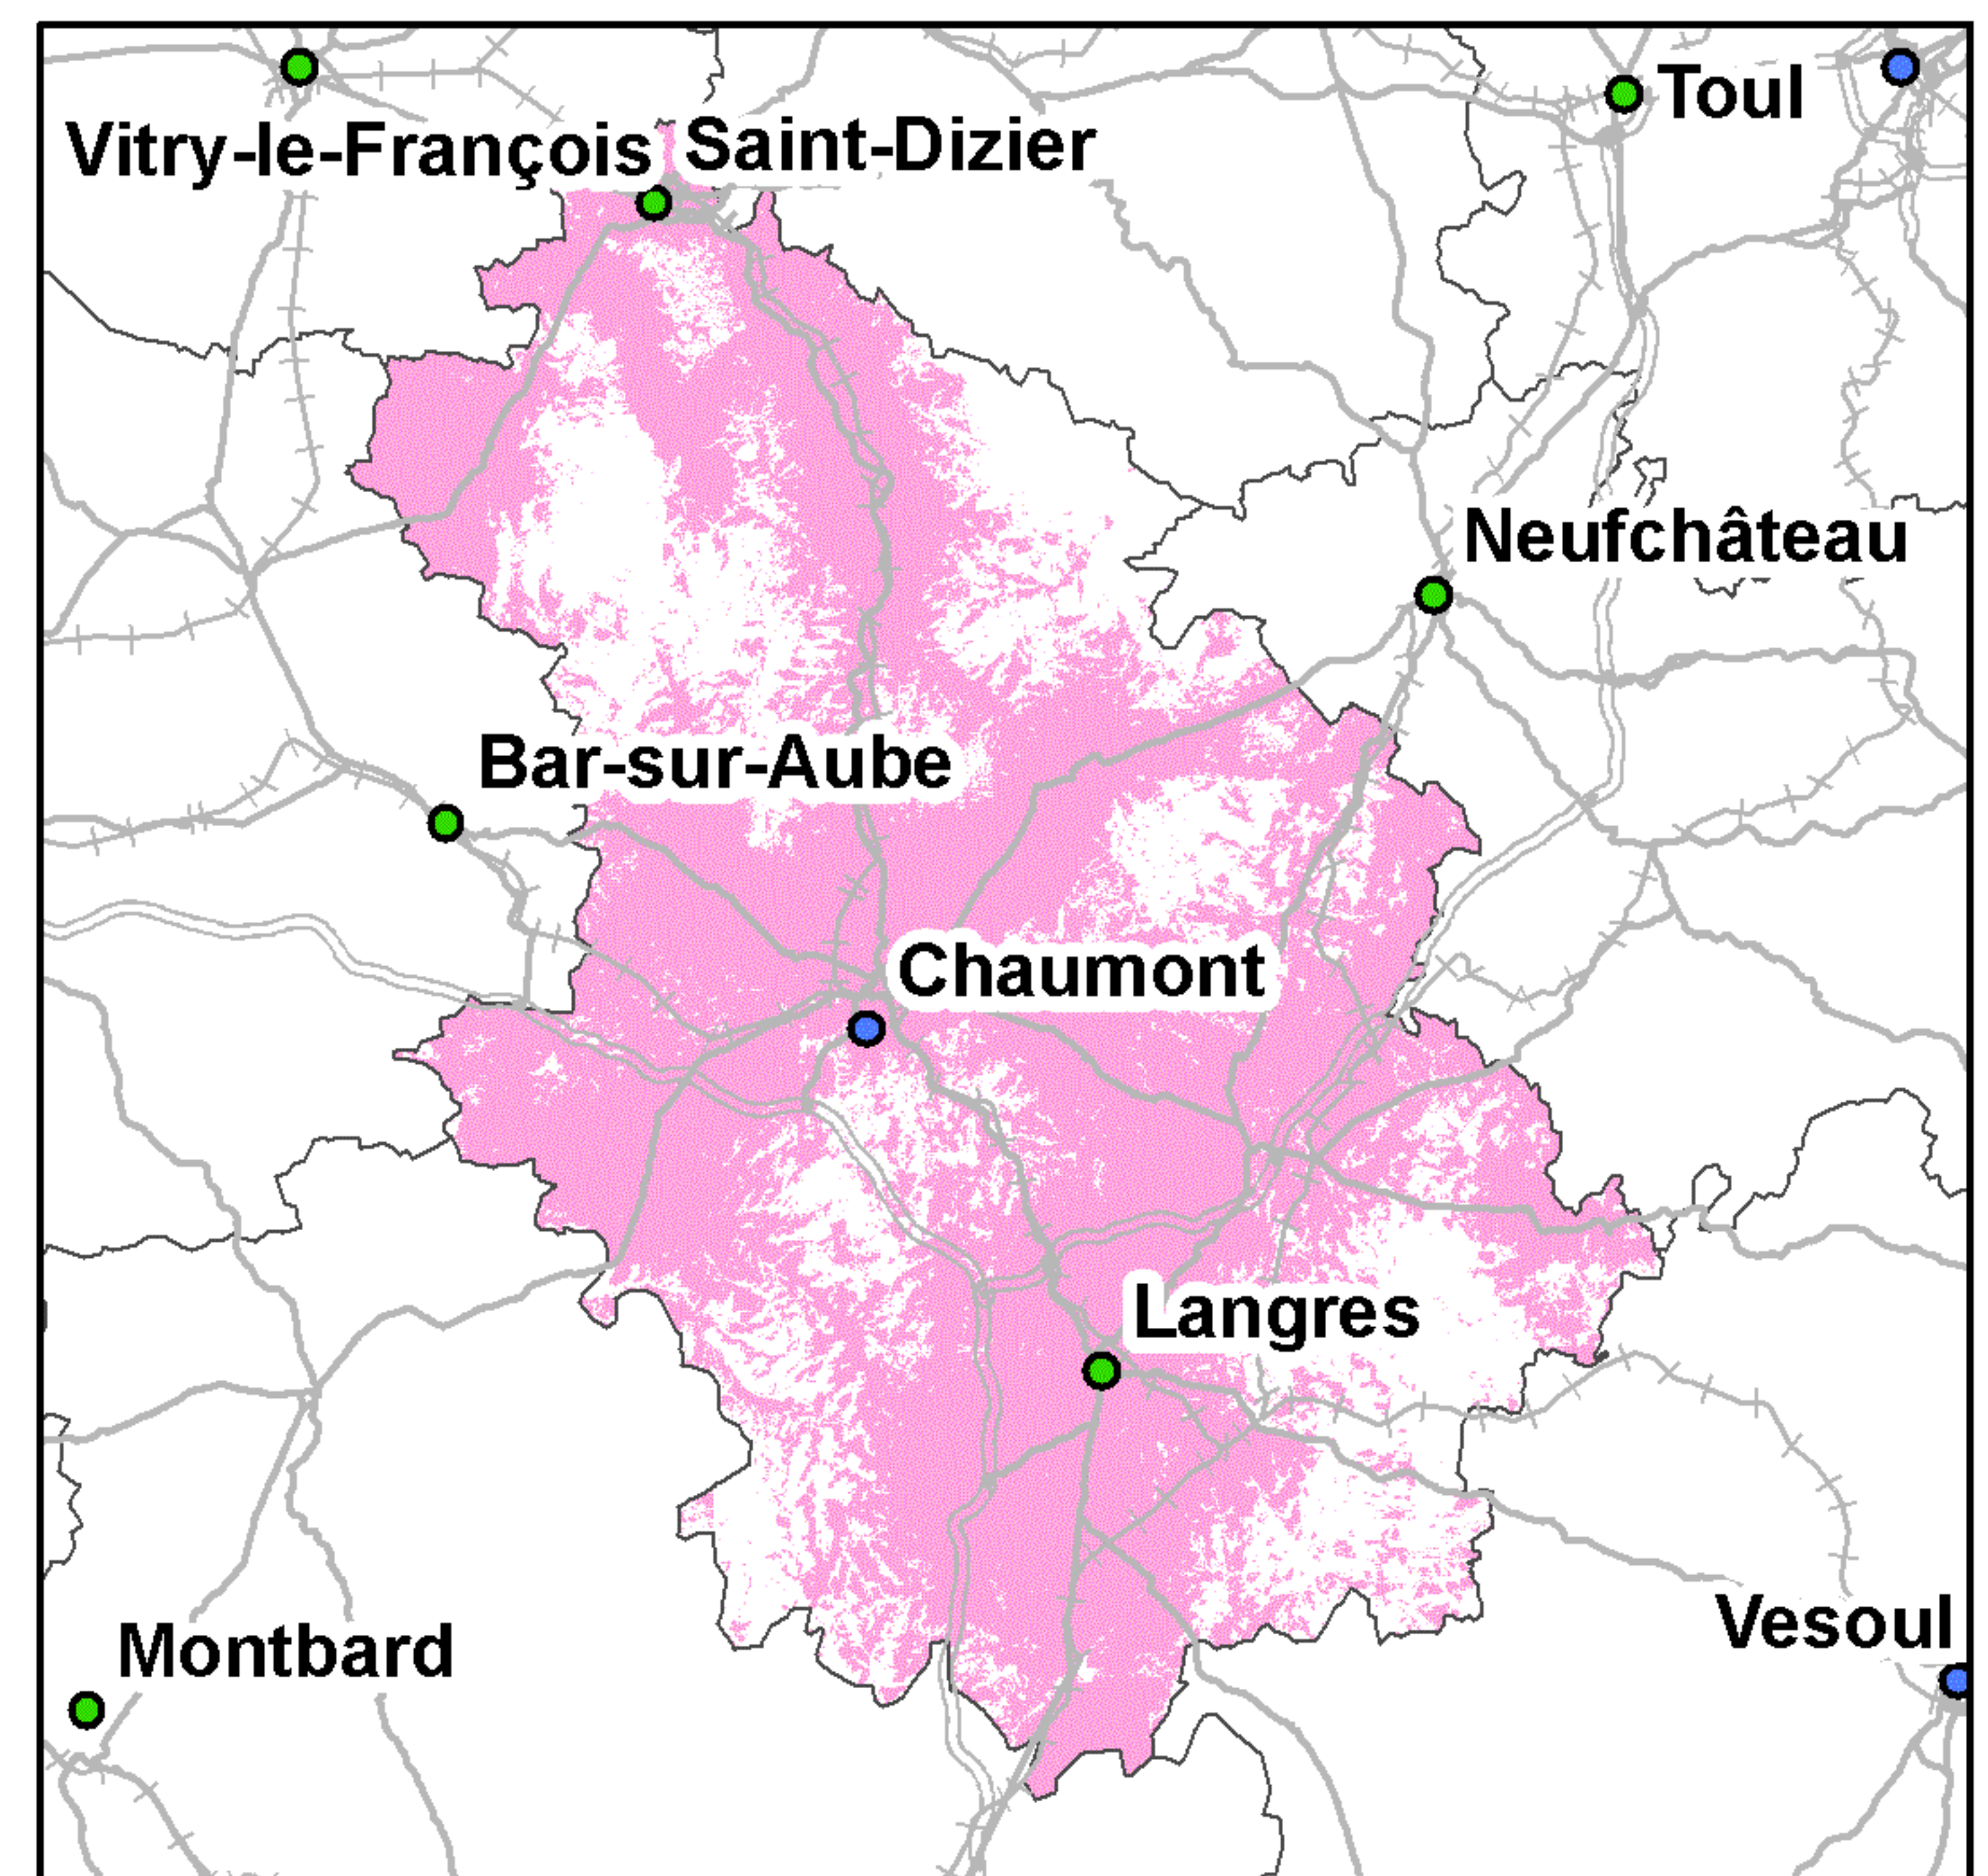 Toul
Vitry-le-François
Saint-Dizier
Neufchâteau
Bar-sur-Aube
Chaumont
Langres
Montbard
Vesoul